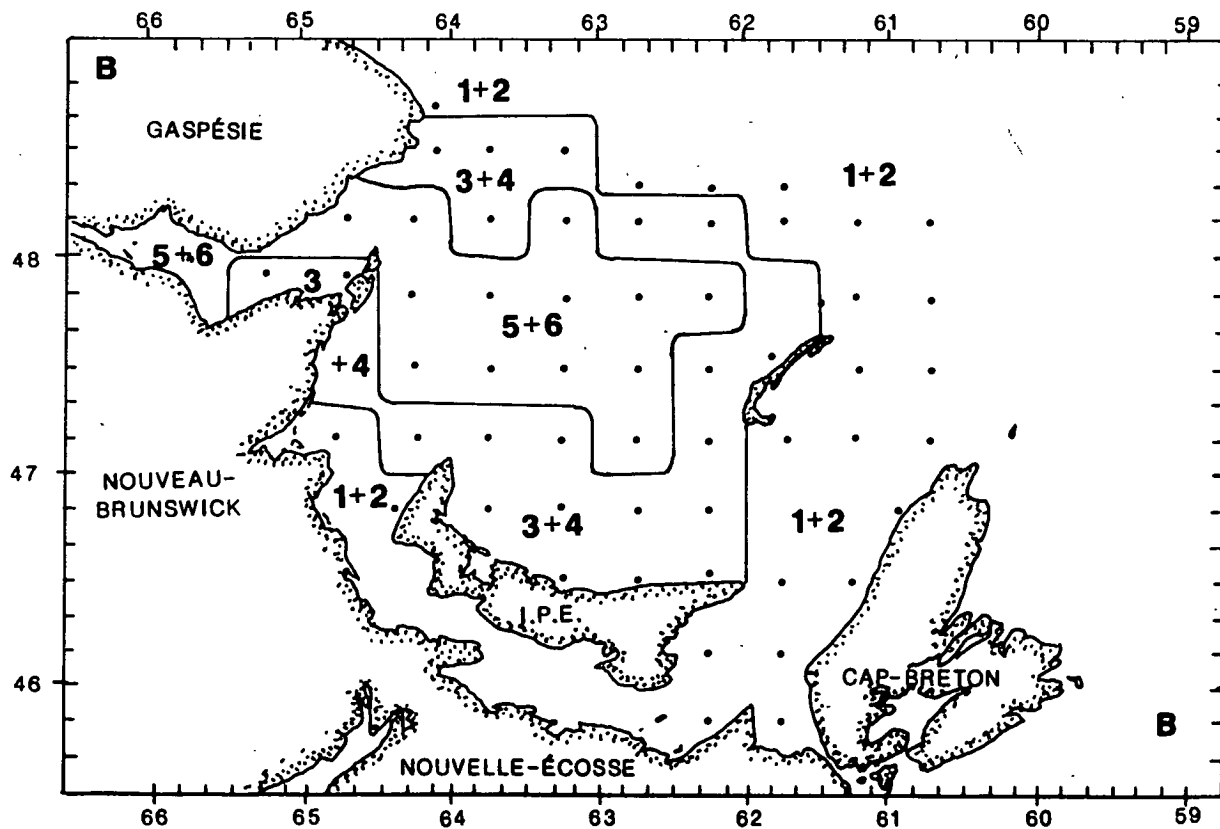 66 65 64 63 62 61 60 59
B
1+2
GASPÉSIE
3+4
1+2
48
5+6
3
5+6
+4
47
NOUVEAU-
BRUNSWICK
1+2
3+4
1+2
I.P.E.
46
CAP-BRETON
B
NOUVELLE-ÉCOSSE
66 65 64 63 62 61 60 59